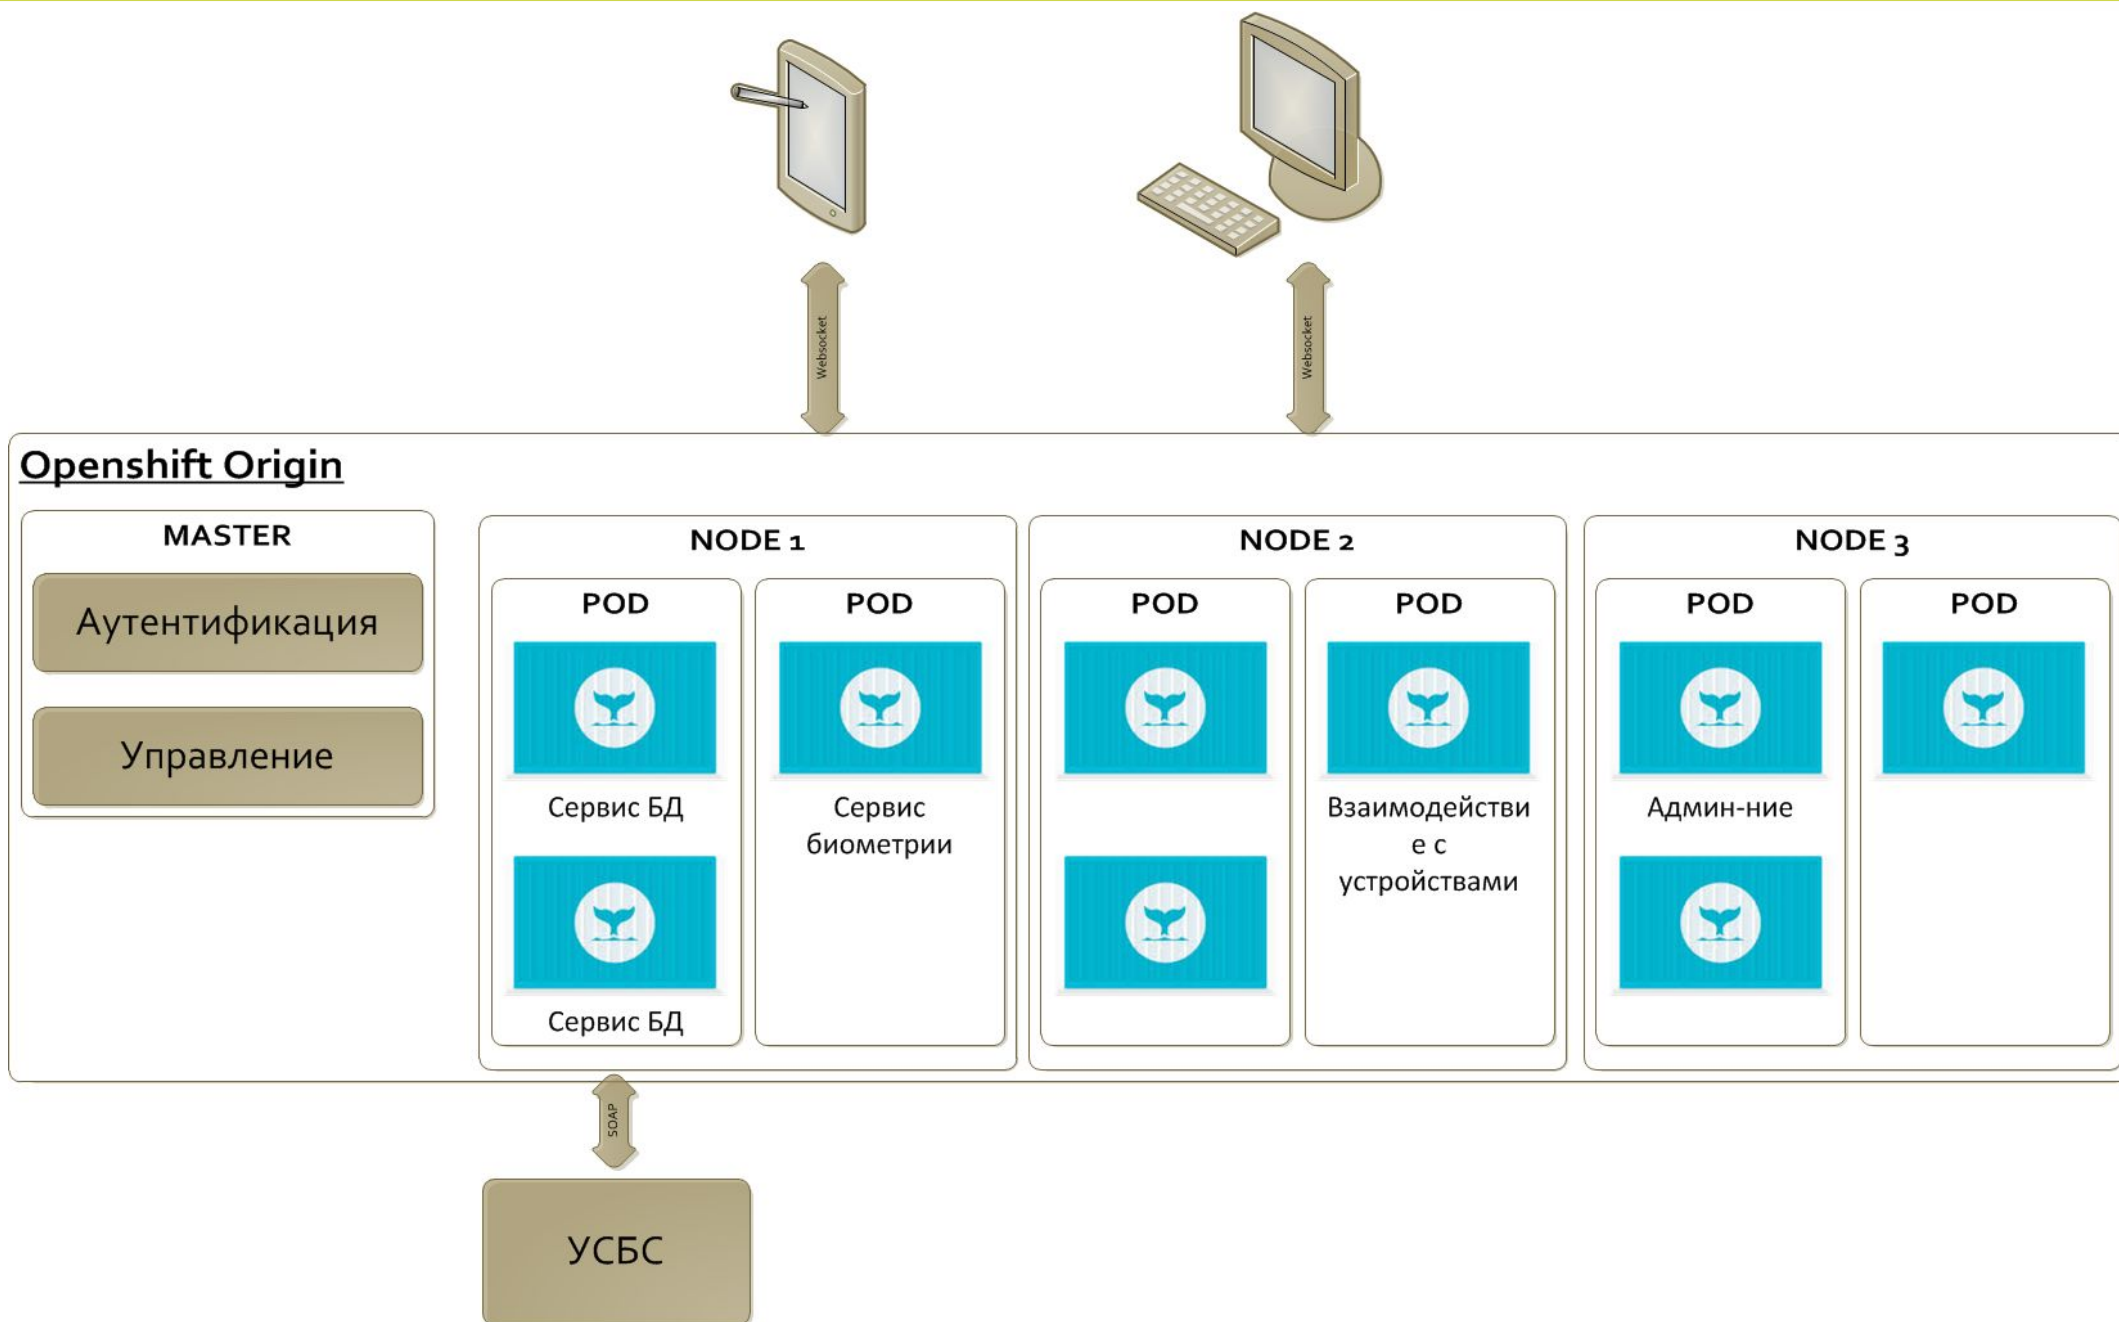 Websocket
Websocket
Openshift Origin
MASTER
Аутентификация
Управление
NODE 1
POD
Сервис БД
Сервис БД
POD
Сервис
биометрии
NODE 2
POD
POD
Взаимодействи
е с
устройствами
NODE 3
POD
Админ-ние
POD
SOAP
УСБС